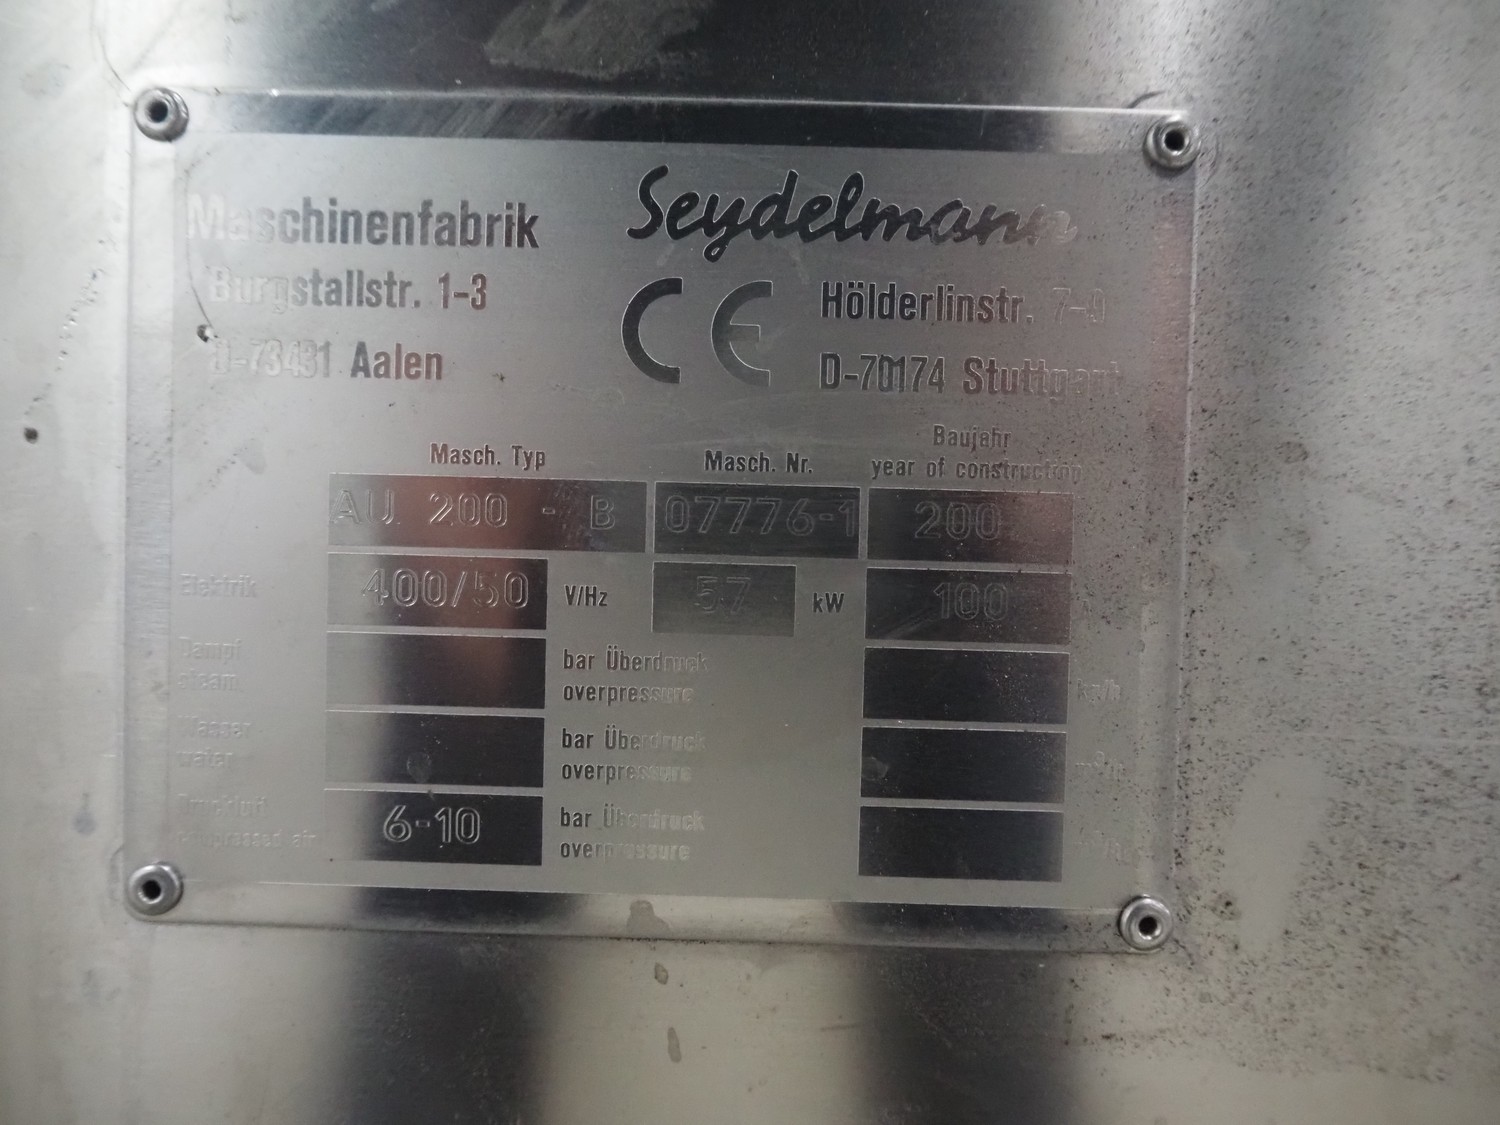 Maschinenfabrik Seydelmann
Burgstallstr. 1-3 CE Hölderlinstr. 7-9
D-73431 Aalen D-70174 Stuttgart
Baujahr
Masch. Typ Masch. Nr. year of construction
AU 200 - B 07776-1 200
Elektrik 400/50 V/Hz 57 kW 100 A
Dampf bar Überdruck
steam overpressure kg/h
Wasser bar Überdruck
water overpressure
Druckluft 6-10 bar Überdruck
compressed air overpressure